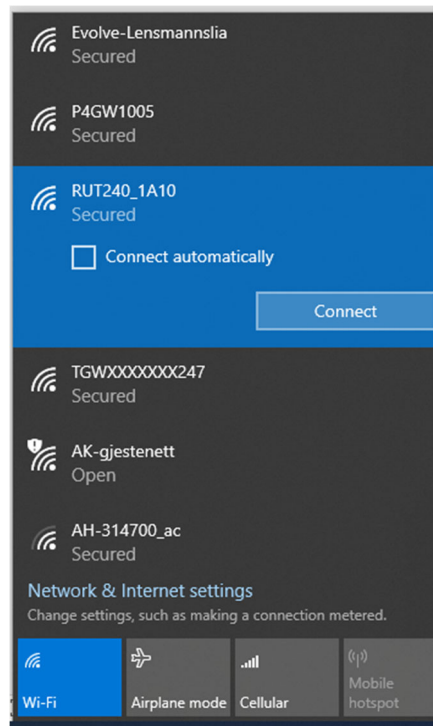 Evolve-Lensmannslia
Secured
P4GW1005
Secured
RUT240_1A10
Secured
Connect automatically
Connect
TGWXXXXXXX247
Secured
AK-gjestenett
Open
AH-314700_ac
Secured
Network & Internet settings
Change settings, such as making a connection metered.
Wi-Fi
Airplane mode
Cellular
Mobile
hotspot